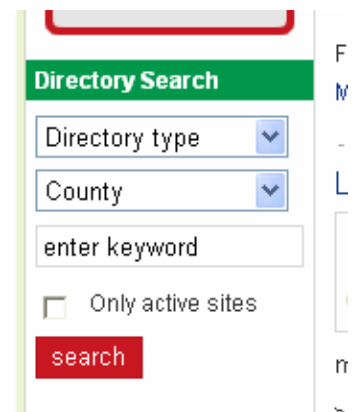 Directory Search
Directory type
County
enter keyword
Only active sites
search